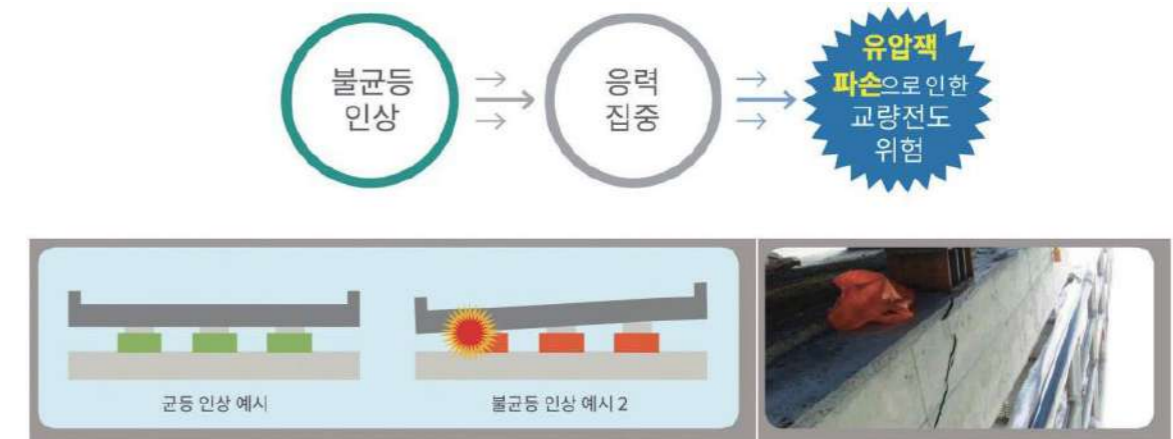 불균등
인상
응력
집중
유압잭
파손으로 인한
교량전도
위험
균등 인상 예시
불균등 인상 예시 2